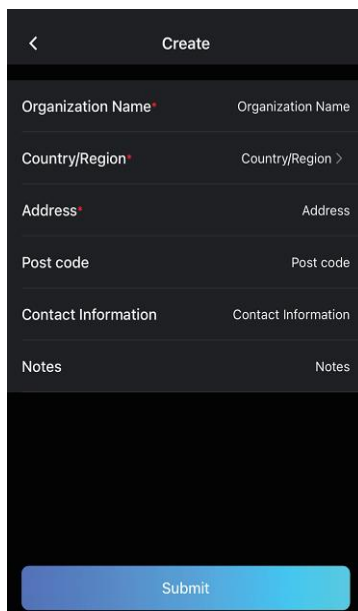 Create
Organization Name* Organization Name
Country/Region* Country/Region >
Address* Address
Post code Post code
Contact Information Contact Information
Notes Notes
Submit